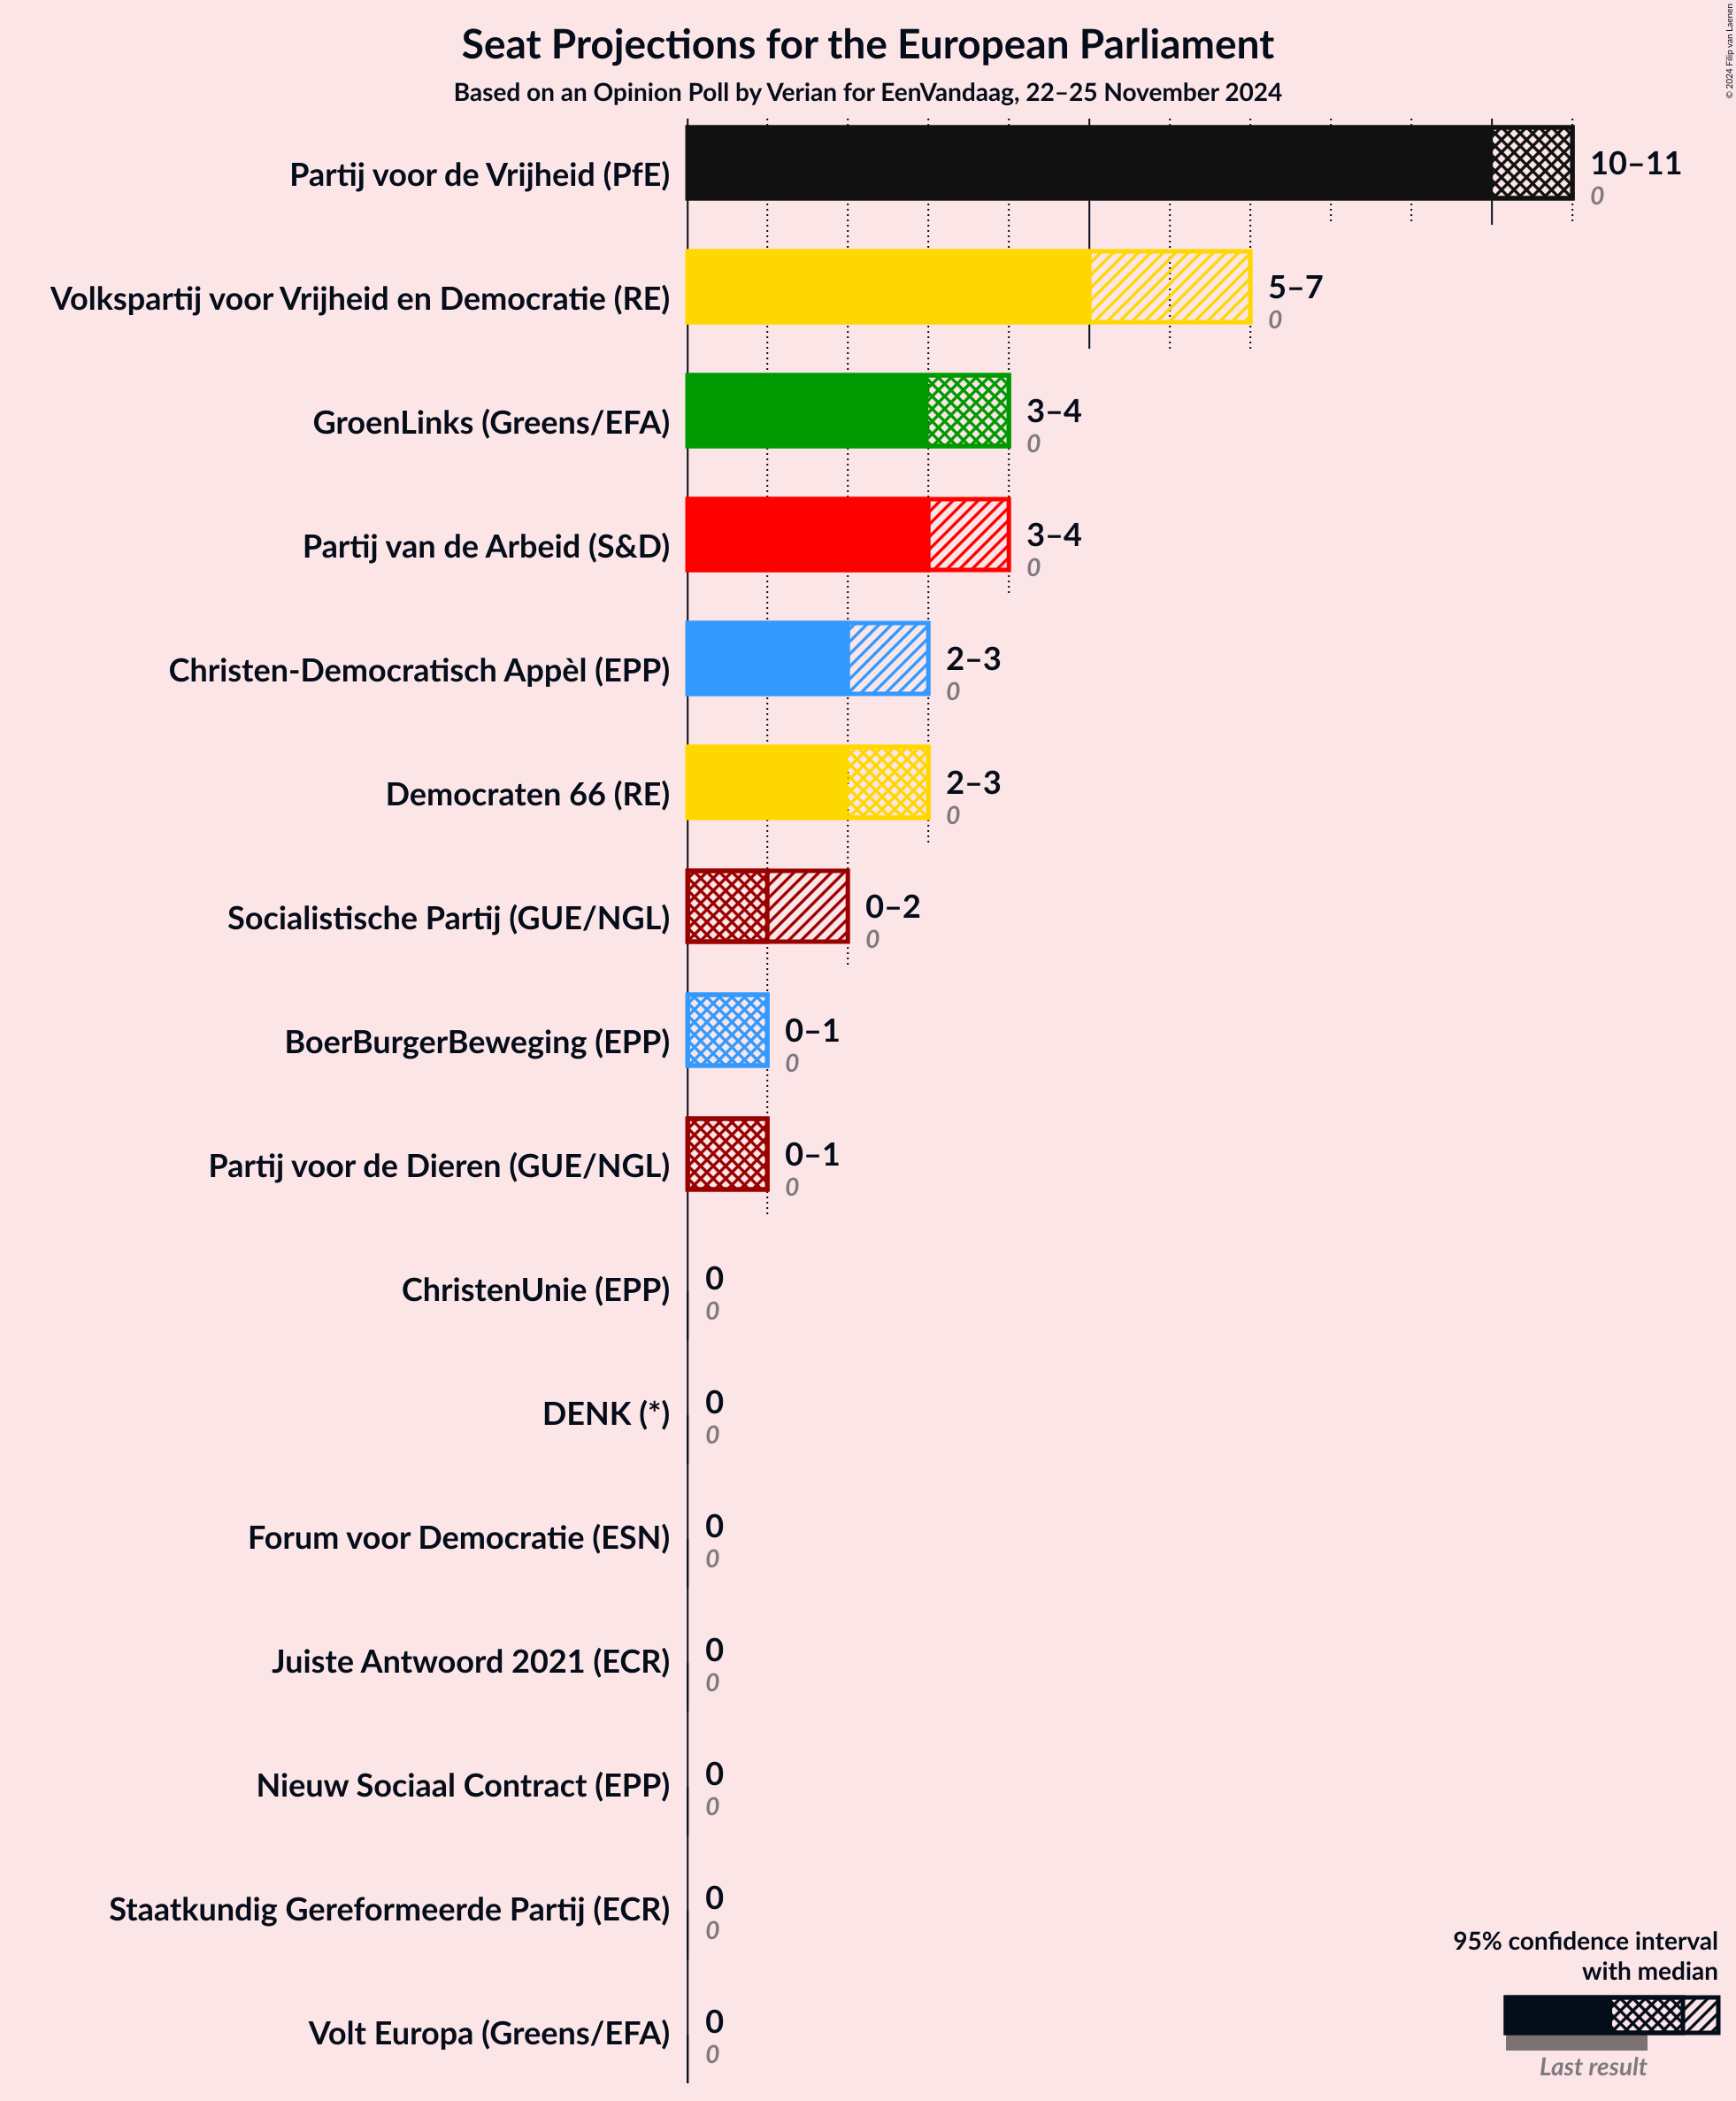 Seat Projections for the European Parliament
Based on an Opinion Poll by Verian for EenVandaag, 22–25 November 2024
© 2024 Filip van Laenen
Partij voor de Vrijheid (PfE)
10–11
0
Volkspartij voor Vrijheid en Democratie (RE)
5–7
0
GroenLinks (Greens/EFA)
3–4
0
Partij van de Arbeid (S&D)
3–4
0
Christen-Democratisch Appèl (EPP)
2–3
0
Democraten 66 (RE)
2–3
0
Socialistische Partij (GUE/NGL)
0–2
0
BoerBurgerBeweging (EPP)
0–1
0
Partij voor de Dieren (GUE/NGL)
0–1
0
ChristenUnie (EPP)
0
0
DENK (*)
0
0
Forum voor Democratie (ESN)
0
0
Juiste Antwoord 2021 (ECR)
0
0
Nieuw Sociaal Contract (EPP)
0
0
Staatkundig Gereformeerde Partij (ECR)
0
0
Volt Europa (Greens/EFA)
0
0
95% confidence interval
with median
Last result